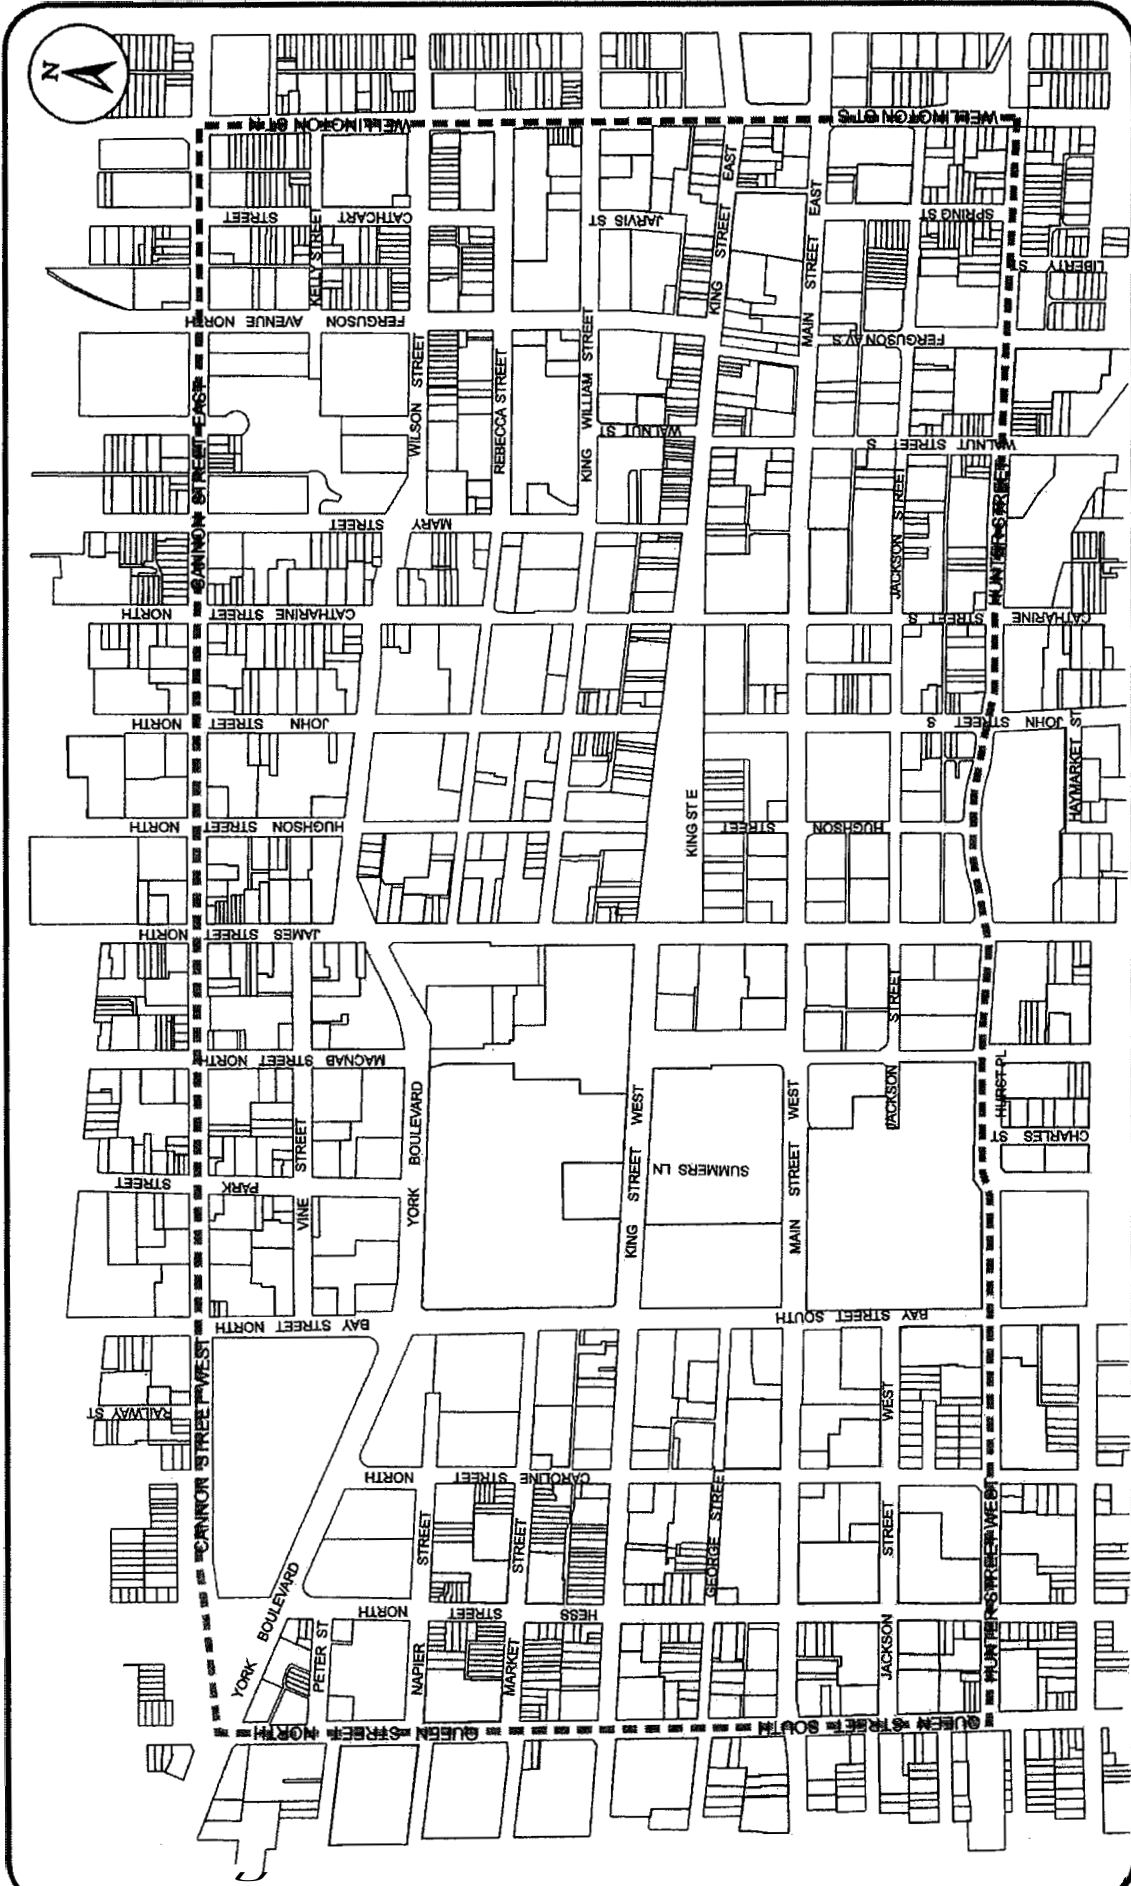 N
WELLINGTON ST N
WELLINGTON ST S
CATHCART STREET
KELLY STREET
JARVIS ST
KING STREET EAST
MAIN STREET EAST
SPRING ST
LIBERTY ST
FERGUSON AVENUE NORTH
FERGUSON AV S
CANNON STREET EAST
WILSON STREET
REBECCA STREET
KING WILLIAM STREET
WALNUT ST
WALNUT STREET S
JACKSON STREET
HUNTER STREET
MARY STREET
CATHARINE STREET NORTH
CATHARINE STREET S
JOHN STREET NORTH
JOHN STREET S
HAYMARKET ST
HUGHSON STREET NORTH
KING ST E
HUGHSON STREET
JAMES STREET NORTH
MACNAB STREET NORTH
JACKSON STREET
HURST PL
CHARLES ST
PARK STREET
VINE STREET
YORK BOULEVARD
KING STREET WEST
SUMMERS LN
MAIN STREET WEST
BAY STREET NORTH
BAY STREET SOUTH
CANNON STREET WEST
RAILWAY ST
CAROLINE STREET NORTH
GEORGE STREE
JACKSON STREET WEST
HUNTER STREET WEST
HESS STREET NORTH
YORK BOULEVARD
PETER ST
NAPIER STREET
MARKET STREET
QUEEN STREET NORTH
QUEEN STREET SOUTH